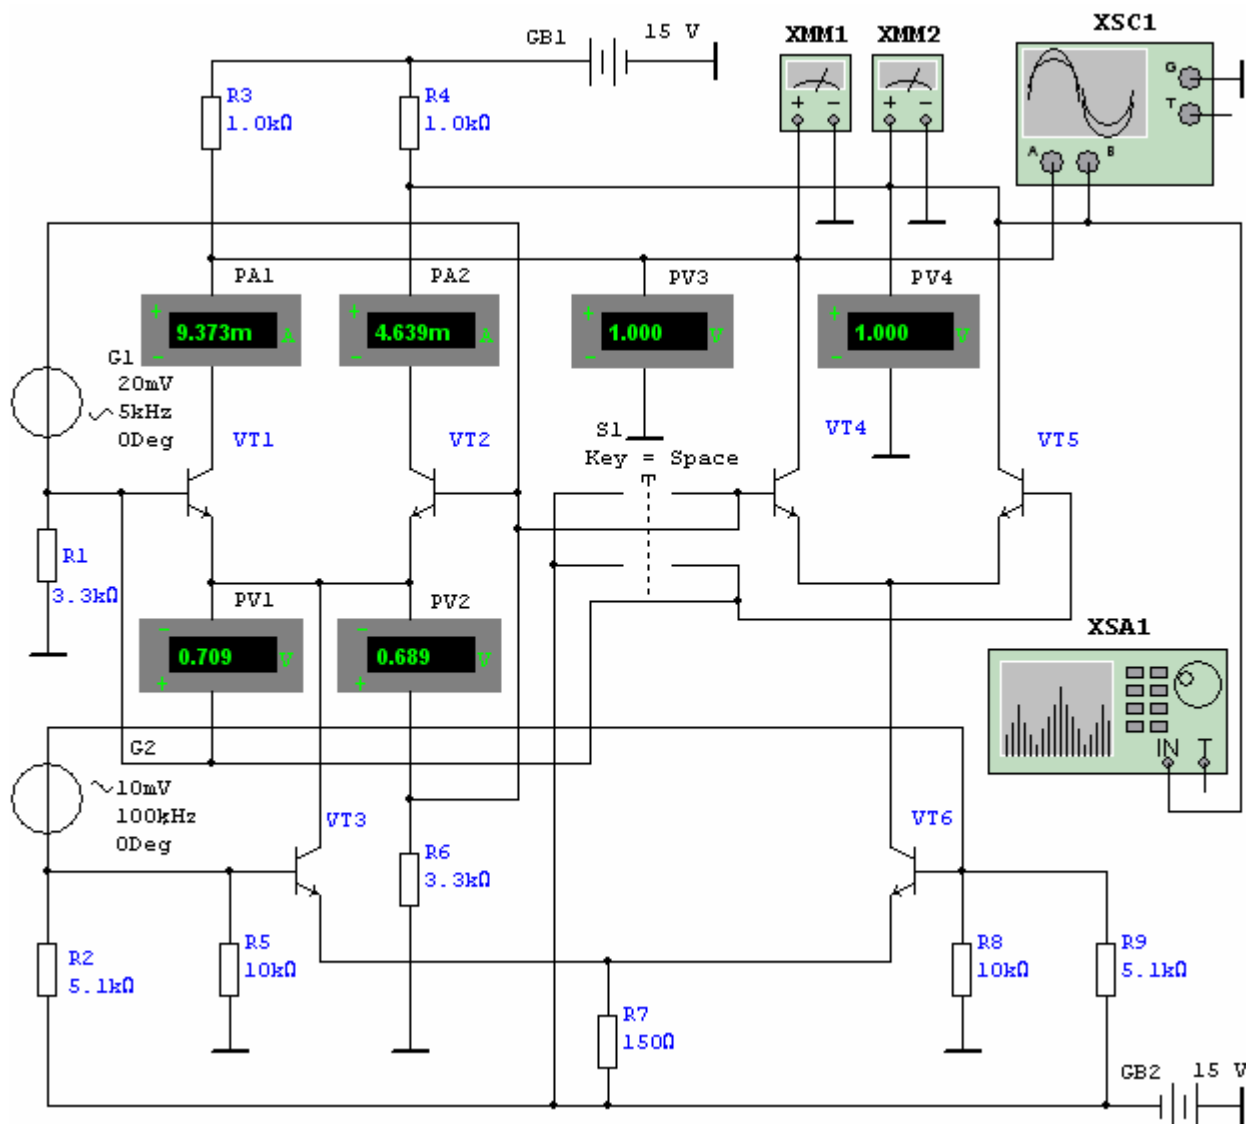 XSC1
GB1
15 V
XMM1
XMM2
R3
1.0kΩ
R4
1.0kΩ
G
T
A
B
+
-
+
-
PA1
PA2
PV3
PV4
+
9.373m
A
-
+
4.639m
A
-
+
1.000
V
-
+
1.000
V
-
G1
20mV
5kHz
0Deg
VT1
VT2
S1
Key = Space
VT4
VT5
R1
3.3kΩ
PV1
PV2
-
0.709
V
+
-
0.689
V
+
XSA1
IN
T
G2
10mV
100kHz
0Deg
VT3
VT6
R6
3.3kΩ
R2
5.1kΩ
R5
10kΩ
R8
10kΩ
R9
5.1kΩ
R7
150Ω
GB2
15 V